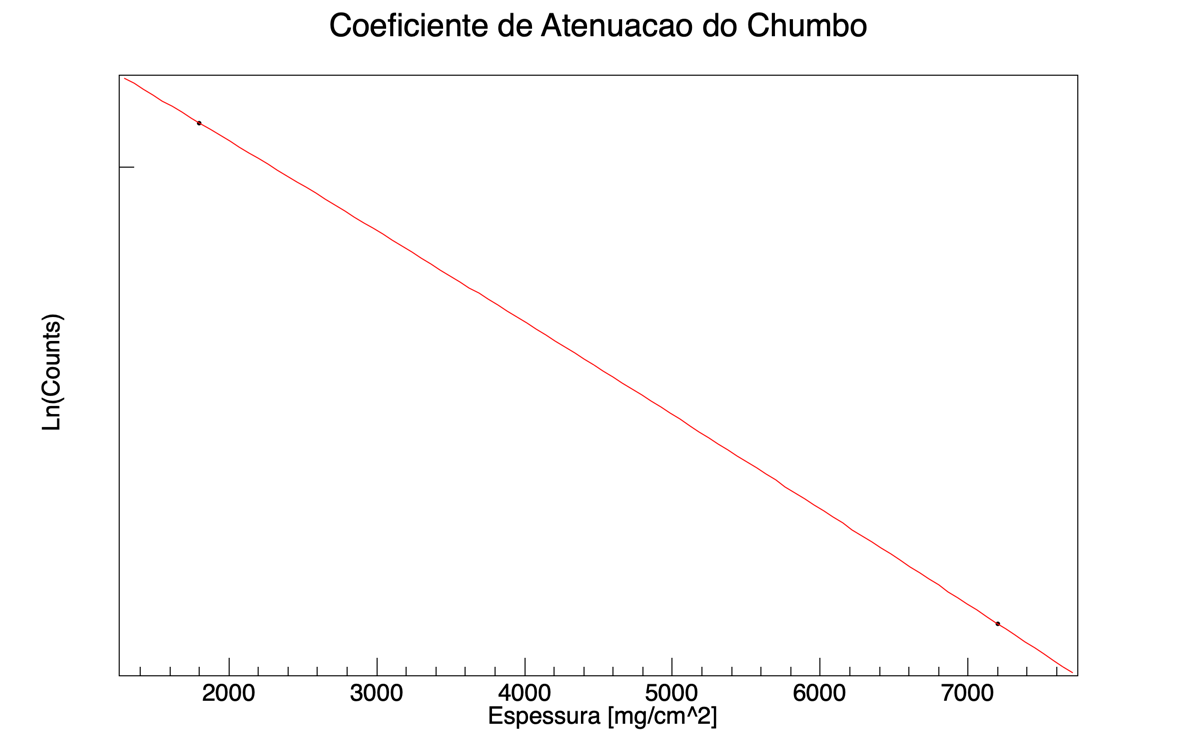 Coeficiente de Atenuacao do Chumbo
Ln(Counts)
2000 3000 4000 5000 6000 7000
Espessura [mg/cm^2]